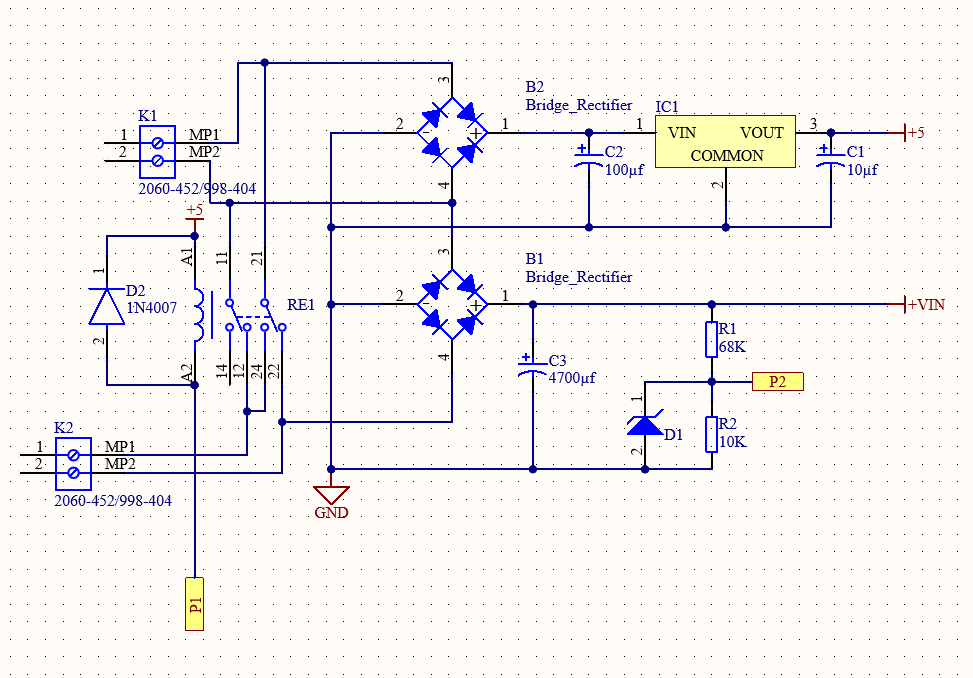 3
B2
Bridge_Rectifier
IC1
K1
1
2
MP1
MP2
2
-
+
1
1
VIN
VOUT
COMMON
2
3
+5
C2
100µf
C1
10µf
4
2060-452/998-404
+5
A1
11
21
3
B1
Bridge_Rectifier
1
2
D2
1N4007
RE1
2
-
+
1
+VIN
R1
68K
4
C3
4700µf
P2
A2
14
12
24
22
1
2
D1
R2
10K
K2
1
2
MP1
MP2
2060-452/998-404
GND
P1